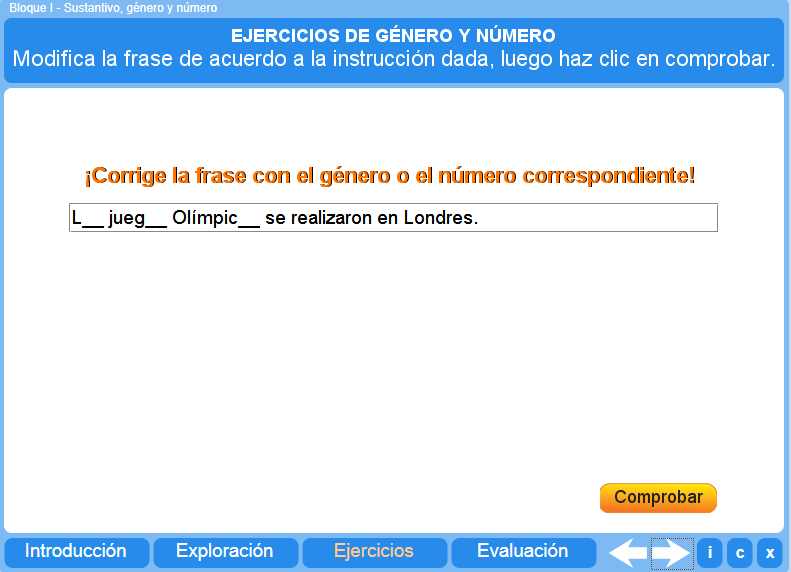 Bloque I - Sustantivo, género y número
EJERCICIOS DE GÉNERO Y NÚMERO
Modifica la frase de acuerdo a la instrucción dada, luego haz clic en comprobar.
¡Corrige la frase con el género o el número correspondiente!
L__ jueg__ Olímpic__ se realizaron en Londres.
Comprobar
Introducción Exploración Ejercicios Evaluación i c x